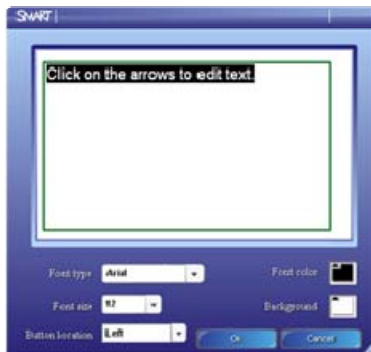 SMART
Click on the arrows to edit text.
Font type Arial Font color
Font size 12 Background
Button location Left Ok Cancel